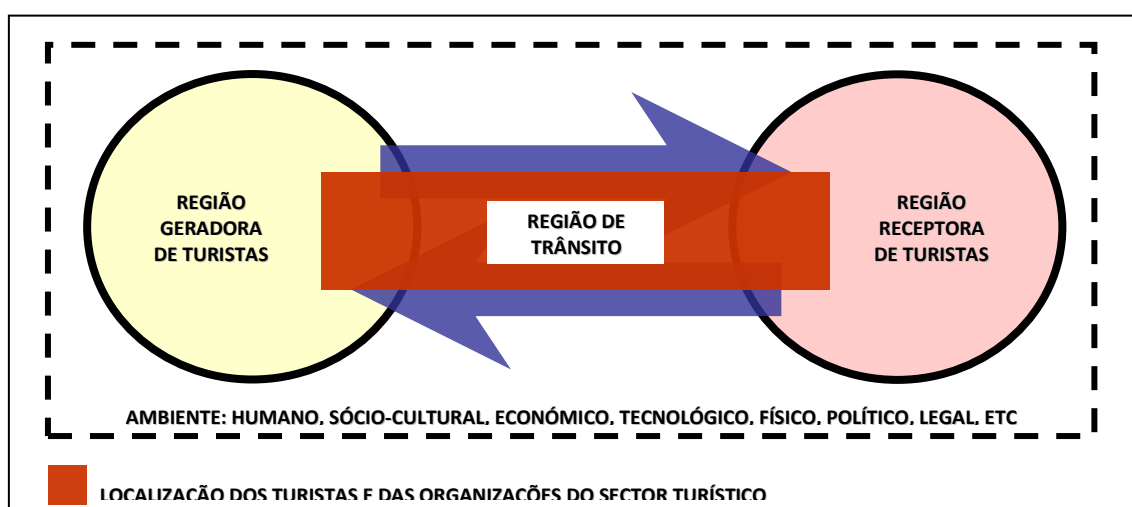 REGIÃO
GERADORA
DE TURISTAS
REGIÃO DE
TRÂNSITO
REGIÃO
RECEPTORA
DE TURISTAS
AMBIENTE: HUMANO, SÓCIO-CULTURAL, ECONÓMICO, TECNOLÓGICO, FÍSICO, POLÍTICO, LEGAL, ETC
LOCALIZAÇÃO DOS TURISTAS E DAS ORGANIZAÇÕES DO SECTOR TURÍSTICO